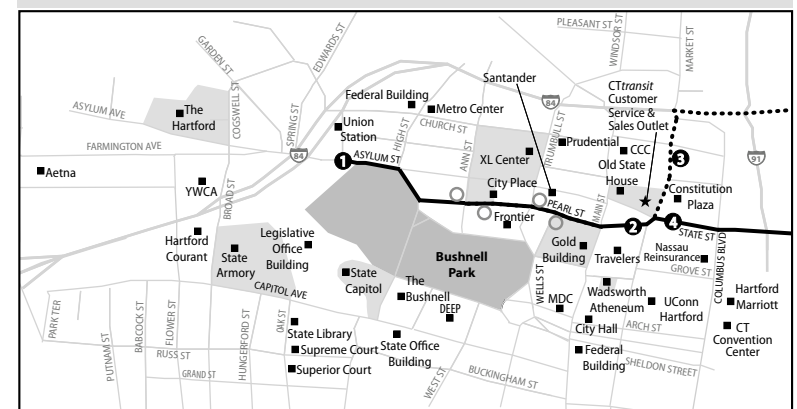 PLEASANT ST
WINDSOR ST
MARKET ST
GARDEN ST
EDWARDS ST
Santander
CTtransit
Customer
Service &
Sales Outlet
84
Federal Building
Metro Center
ASYLUM AVE
The
Hartford
COGSWELL ST
SPRING ST
Union
Station
HIGH ST
CHURCH ST
ANN ST
TRUMBULL ST
Prudential
CCC
FARMINGTON AVE
84
1
ASYLUM ST
XL Center
Old State
House
3
91
Aetna
YWCA
BROAD ST
City Place
PEARL ST
MAIN ST
Constitution
Plaza
Frontier
2
4
STATE ST
Hartford
Courant
State
Armory
Legislative
Office
Building
Bushnell
Park
Gold
Building
Travelers
Nassau
Reinsurance
GROVE ST
COLUMBUS BLVD
State
Capitol
CAPITOL AVE
The
Bushnell
DEEP
WELLS ST
MDC
Wadsworth
Atheneum
UConn
Hartford
Hartford
Marriott
PARK TER
PUTNAM ST
BABCOCK ST
FLOWER ST
HUNGERFORD ST
OAK ST
State Library
Supreme Court
Superior Court
State Office
Building
City Hall
ARCH ST
CT
Convention
Center
RUSS ST
GRAND ST
WEST ST
BUCKINGHAM ST
Federal
Building
SHELDON STREET